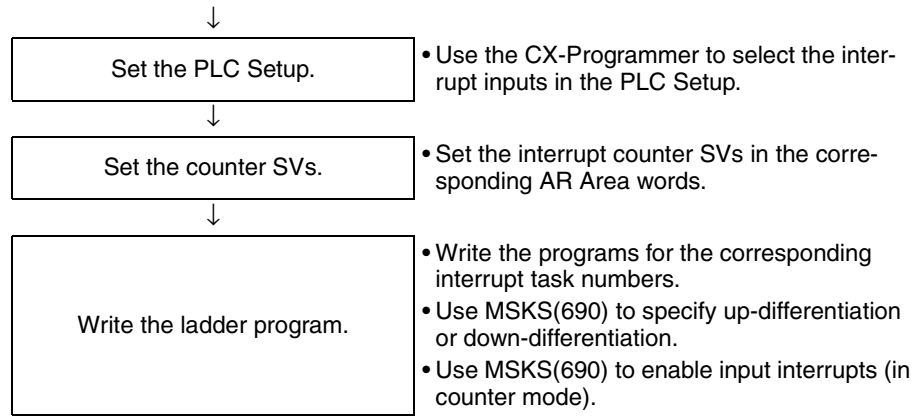 ↓
Set the PLC Setup.
• Use the CX-Programmer to select the inter-
rupt inputs in the PLC Setup.
↓
Set the counter SVs.
• Set the interrupt counter SVs in the corre-
sponding AR Area words.
↓
Write the ladder program.
• Write the programs for the corresponding
interrupt task numbers.
• Use MSKS(690) to specify up-differentiation
or down-differentiation.
• Use MSKS(690) to enable input interrupts (in
counter mode).